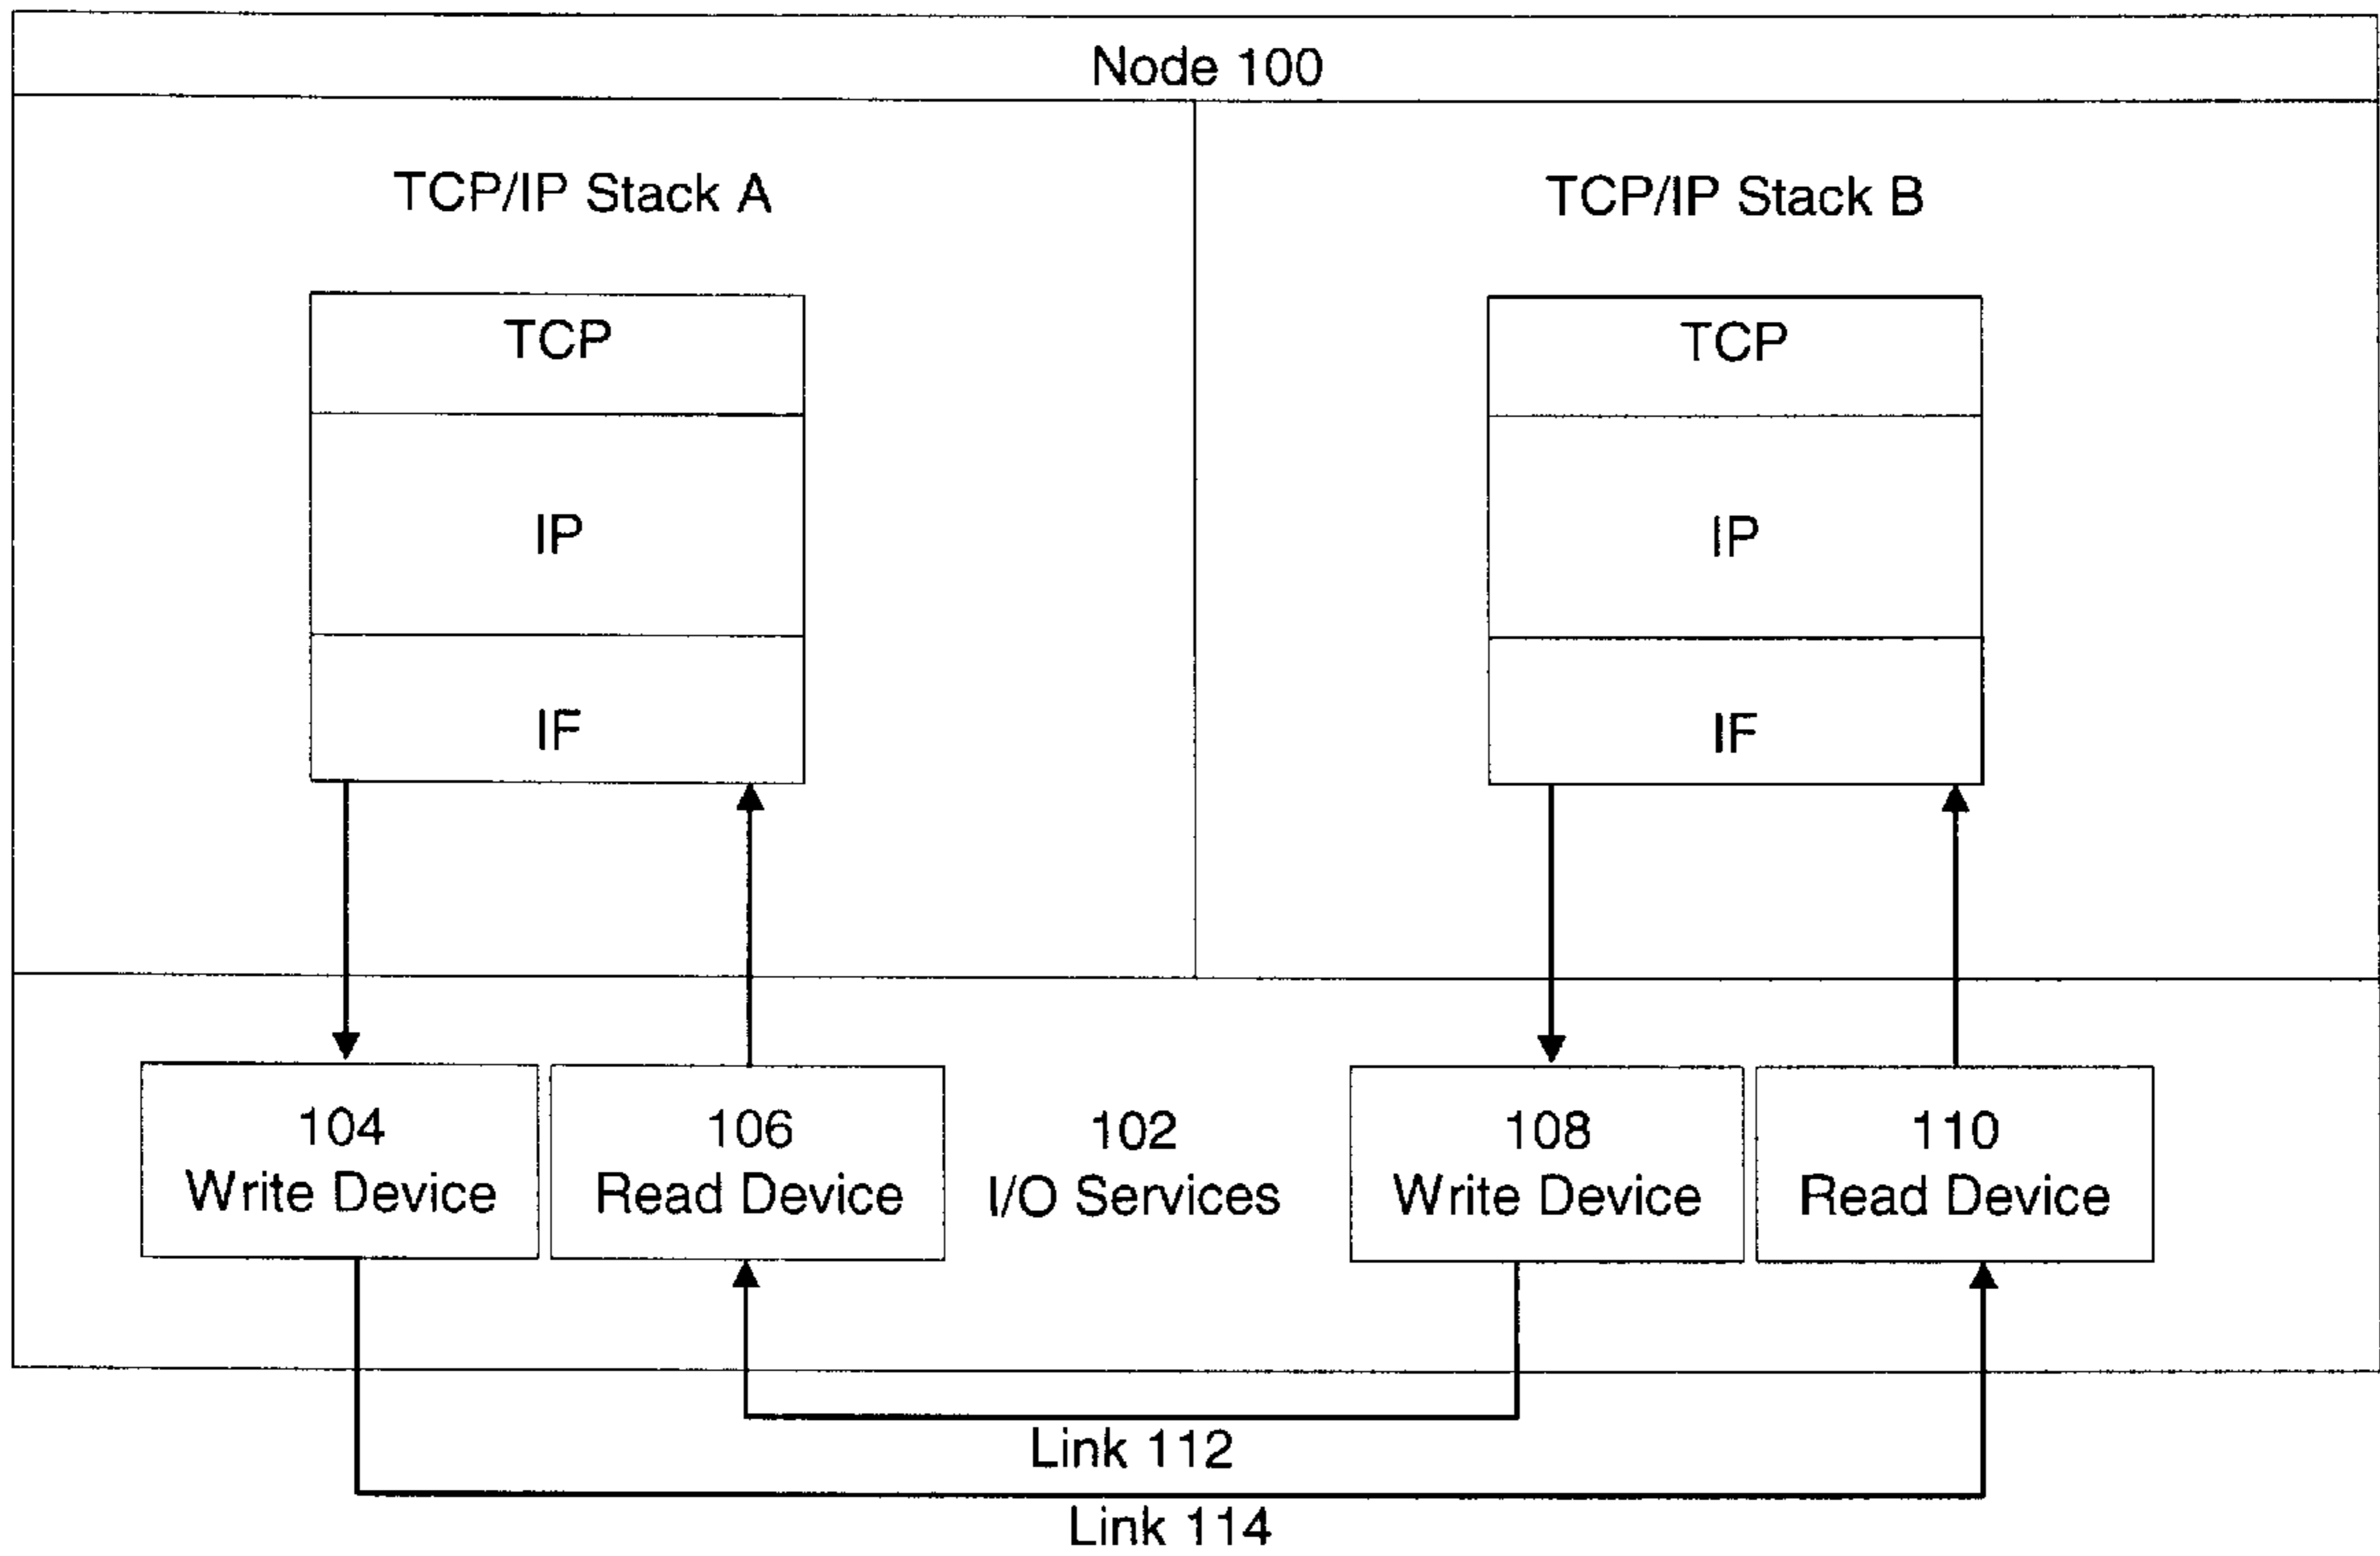 Node 100
TCP/IP Stack A
TCP/IP Stack B
TCP
IP
IF
TCP
IP
IF
104
Write Device
106
Read Device
102
I/O Services
108
Write Device
110
Read Device
Link 112
Link 114